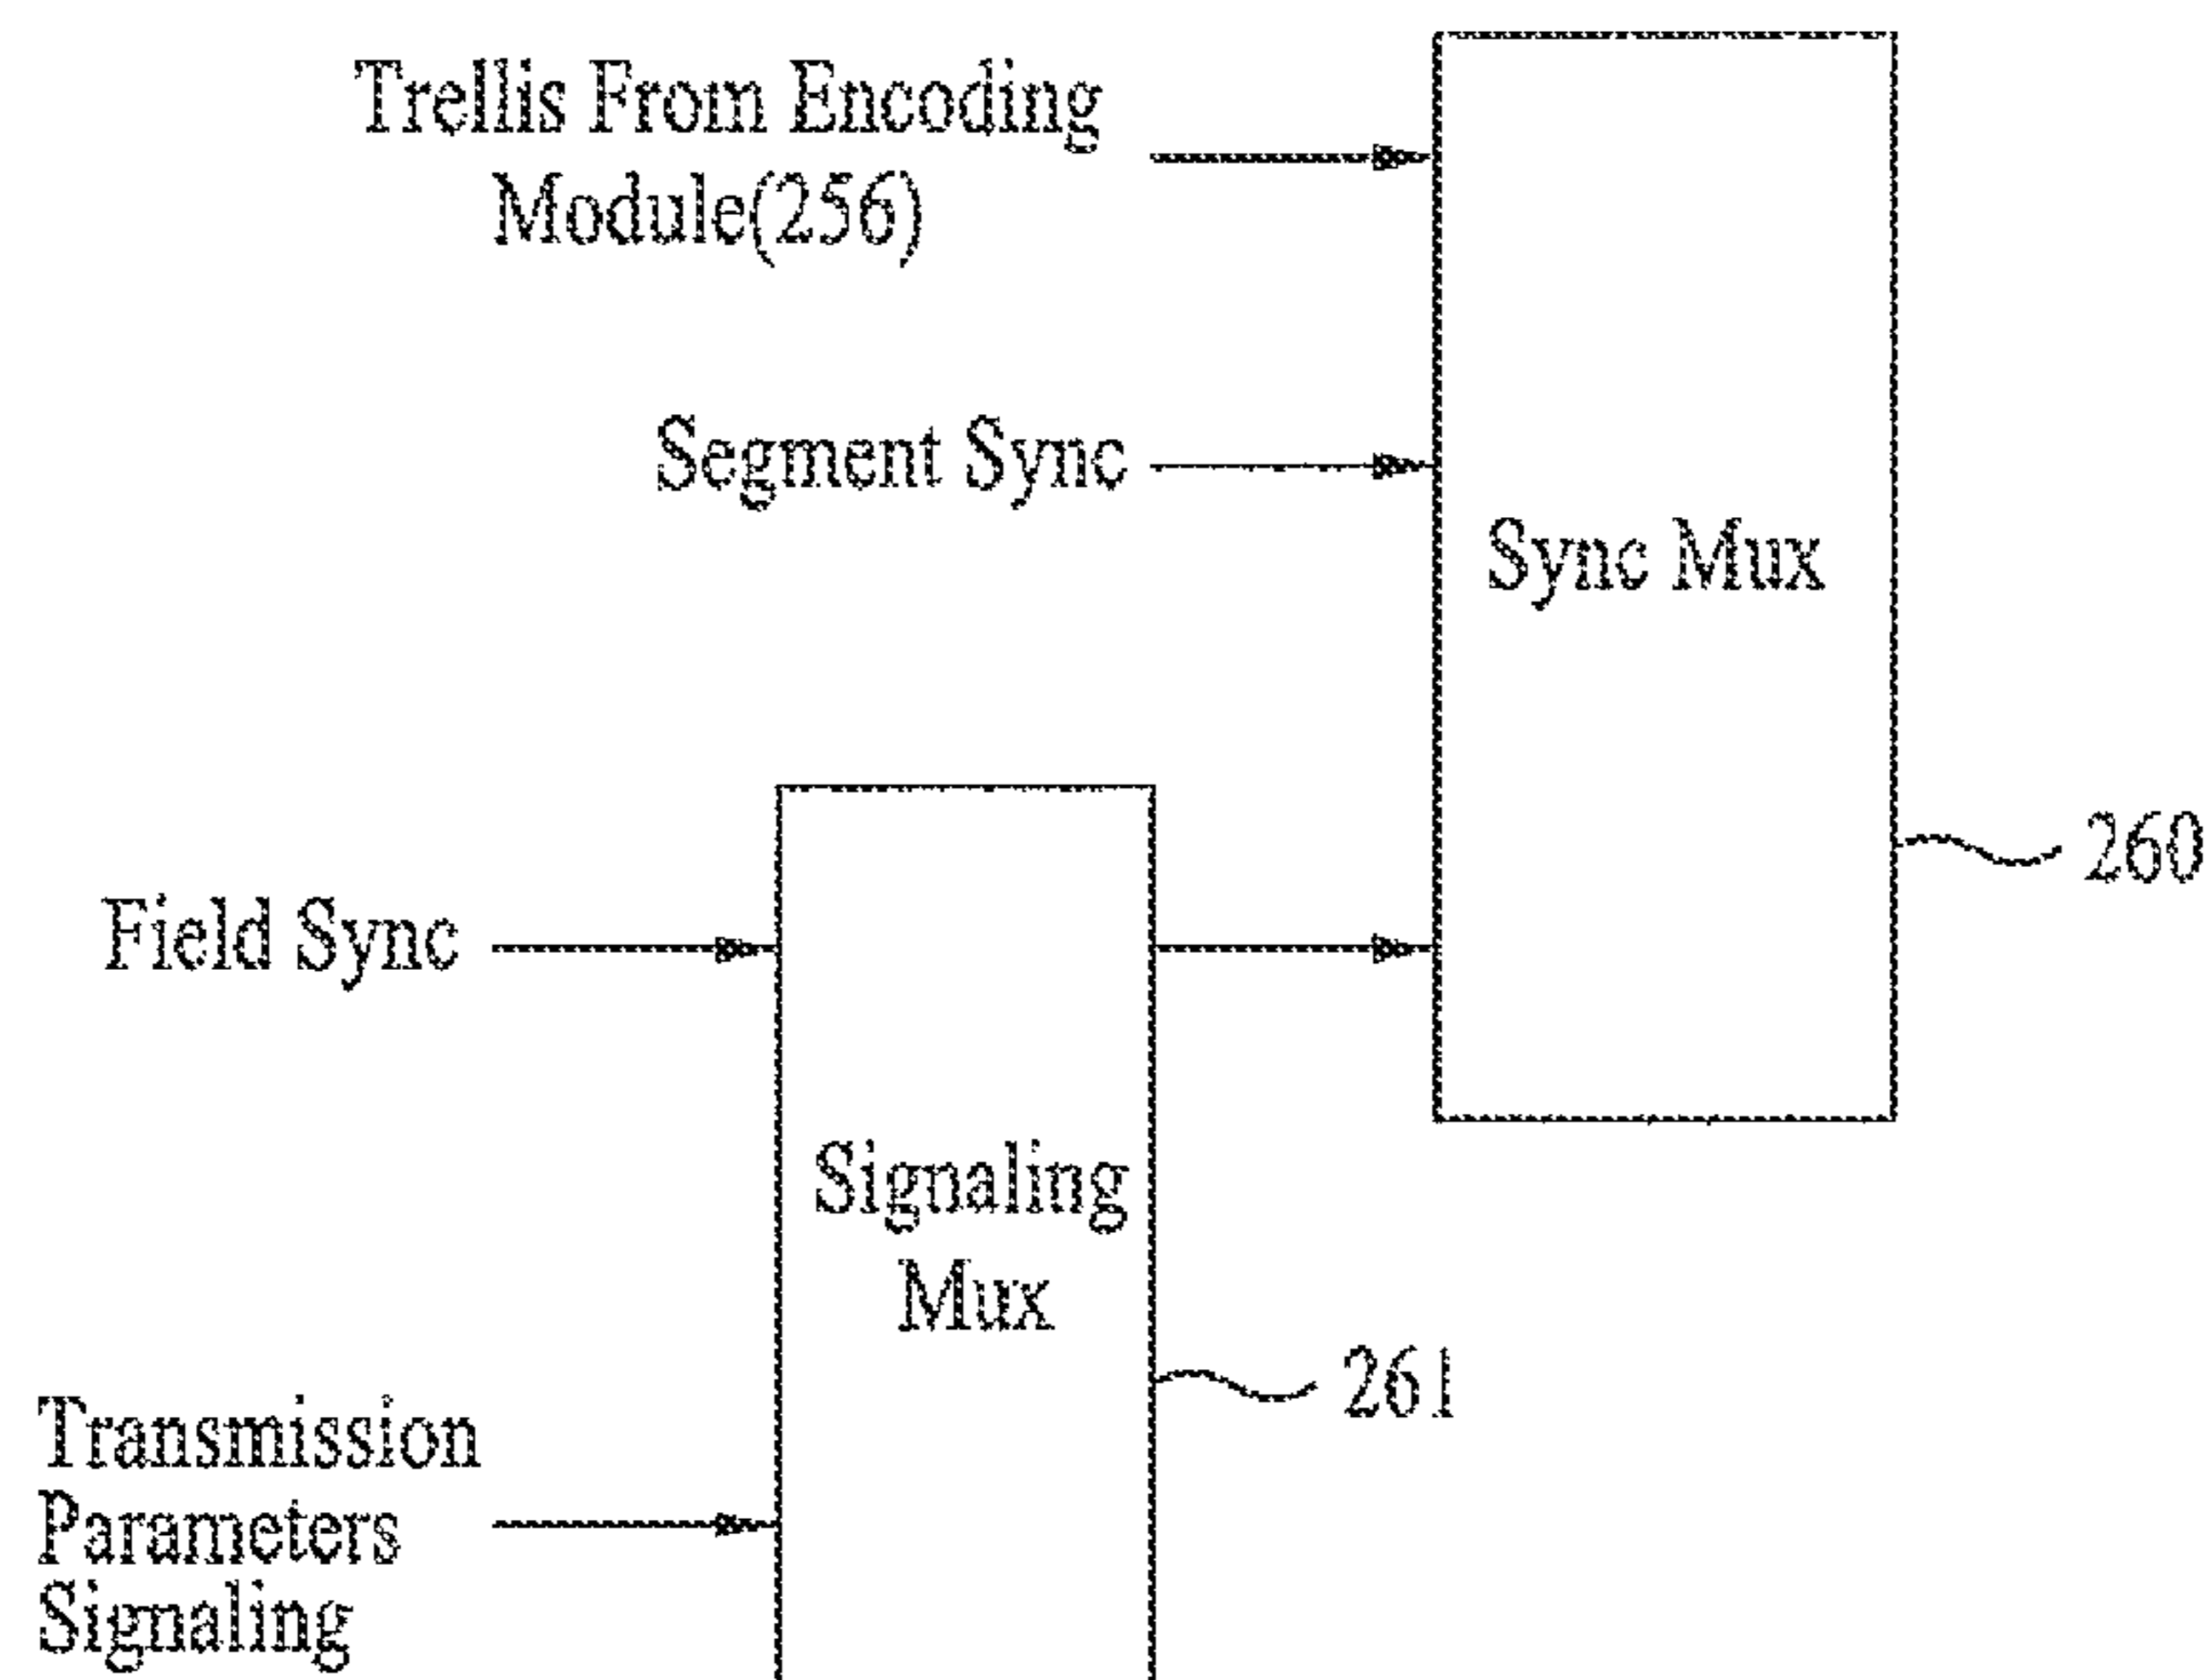 Trellis From Encoding
Module(256)
Segment Sync
Sync Mux
260
Field Sync
Signaling
Mux
261
Transmission
Parameters
Signaling